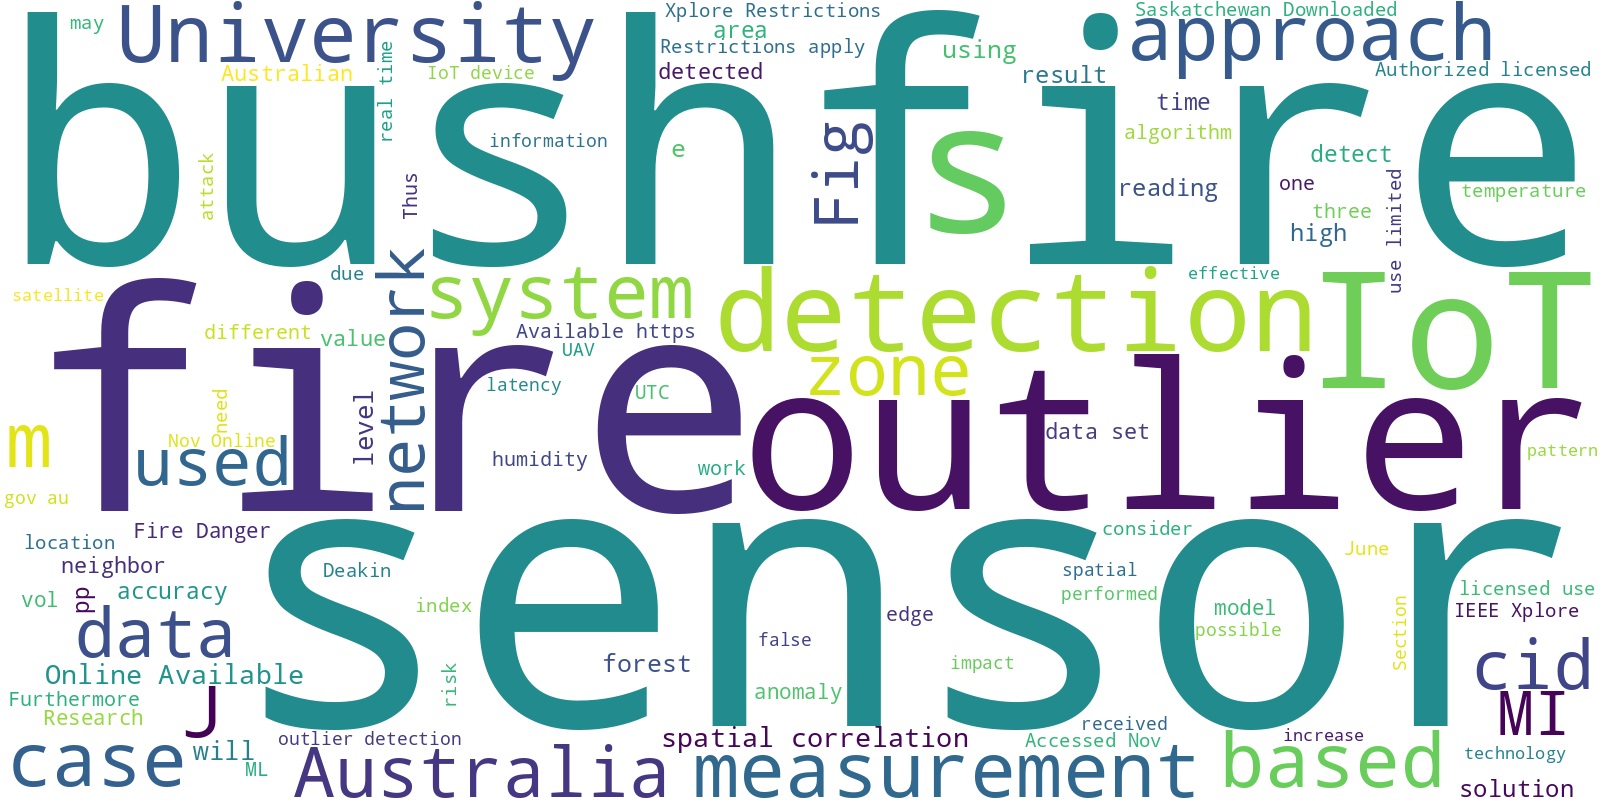 may
University
Xplore Restrictions
area
Restrictions apply
detected
Saskatchewan Downloaded
approach
using
result
Authorized licensed
Australian
real time
IoT device
bushfire
information
e
Fig
s
time
algorithm
detect
reading
one
temperature
three
high
use limited
attack
Thus
due
network
system
detection
effective
IoT
satellite
fire
different
value
Available https
UAV
zone
latency
UTC
outlier
need
level
m
Nov Online
used
humidity
work
data set
pattern
gov au
sensor
Fire Danger
location
neighbor
Deakin
consider
June
spatial
vol
pp
accuracy
index
performed
licensed use
model
IEEE Xplore
edge
possible
Section
data
false
forest
impact
cid
Online Available
risk
anomaly
Furthermore
J
Research
MI
received
outlier detection
spatial correlation
Accessed Nov
increase
case
will
ML
Australia
measurement
based
technology
solution